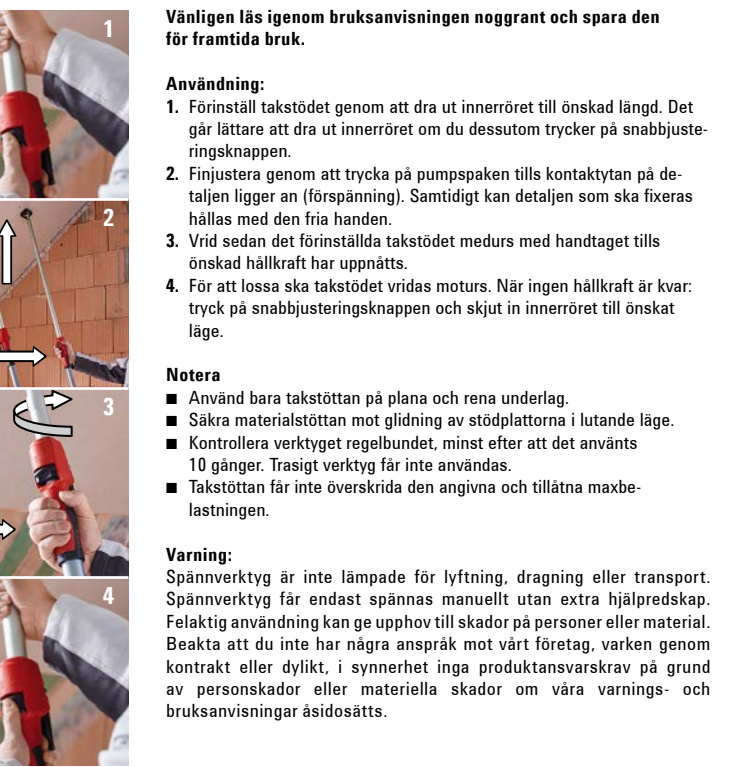 1
Vänligen läs igenom bruksanvisningen noggrant och spara den
för framtida bruk.
Användning:
1. Förinställ takstödet genom att dra ut innerröret till önskad längd. Det
går lättare att dra ut innerröret om du dessutom trycker på snabbjuste-
ringsknappen.
2. Finjustera genom att trycka på pumpspaken tills kontaktytan på de-
taljen ligger an (förspänning). Samtidigt kan detaljen som ska fixeras
hållas med den fria handen.
3. Vrid sedan det förinställda takstödet medurs med handtaget tills
önskad hållkraft har uppnåtts.
4. För att lossa ska takstödet vridas moturs. När ingen hållkraft är kvar:
tryck på snabbjusteringsknappen och skjut in innerröret till önskat
läge.
2
Notera
■ Använd bara takstöttan på plana och rena underlag.
■ Säkra materialstöttan mot glidning av stödplattorna i lutande läge.
■ Kontrollera verktyget regelbundet, minst efter att det använts
10 gånger. Trasigt verktyg får inte användas.
■ Takstöttan får inte överskrida den angivna och tillåtna maxbe-
lastningen.
3
Varning:
Spännverktyg är inte lämpade för lyftning, dragning eller transport.
Spännverktyg får endast spännas manuellt utan extra hjälpredskap.
Felaktig användning kan ge upphov till skador på personer eller material.
Beakta att du inte har några anspråk mot vårt företag, varken genom
kontrakt eller dylikt, i synnerhet inga produktansvarskrav på grund
av personskador eller materiella skador om våra varnings- och
bruksanvisningar åsidosätts.
4